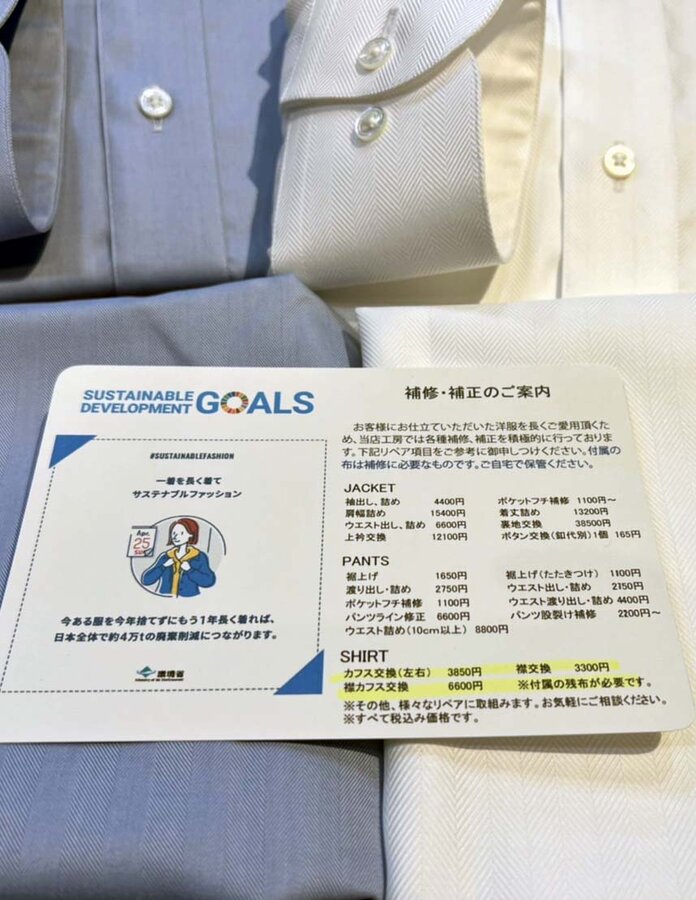 SUSTAINABLE
DEVELOPMENT GOALS
#SUSTAINABLEFASHION
一着を長く着て
サステナブルファッション
Apr.
25
SUN
今ある服を今年捨てずにもう1年長く着れば、
日本全体で約4万tの廃棄削減につながります。
環境省
Ministry of the Environment
補修・補正のご案内
お客様にお仕立ていただいた洋服を長くご愛用頂くた
め、当店工房では各種補修、補正を積極的に行っておりま
す。下記リペア項目をご参考に御申しつけください。付属の
布は補修に必要なものです。ご自宅で保管ください。
JACKET
袖出し、詰め 4400円 ポケットフチ補修 1100円〜
肩幅詰め 15400円 着丈詰め 13200円
ウエスト出し、詰め 6600円 裏地交換 38500円
上衿交換 12100円 ボタン交換(釦代別)1個 165円
PANTS
裾上げ 1650円 裾上げ(たたきつけ) 1100円
渡り出し・詰め 2750円 ウエスト出し・詰め 2150円
ポケットフチ補修 1100円 ウエスト渡り出し・詰め 4400円
パンツライン修正 6600円 パンツ股裂け補修 2200円〜
ウエスト詰め(10cm以上) 8800円
SHIRT
カフス交換(左右) 3850円 襟交換 3300円
襟カフス交換 6600円 ※付属の残布が必要です。
※その他、様々なリペアに取組みます。お気軽にご相談ください。
※すべて税込み価格です。